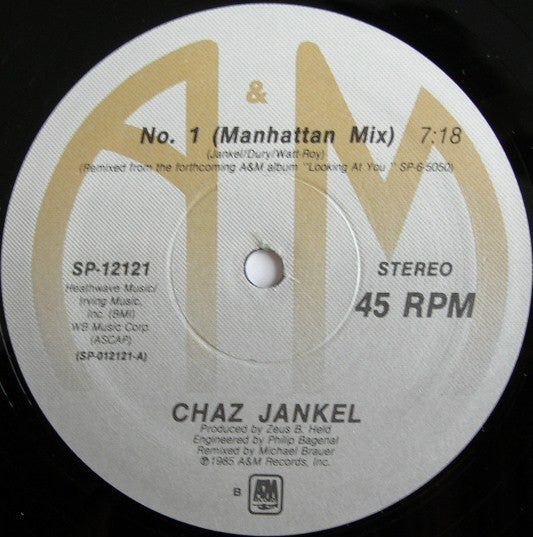 A & M
No. 1 (Manhattan Mix) 7:18
(Jankel/Dury/Watt-Roy)
(Remixed from the forthcoming A&M album "Looking At You" SP-6-5050)
SP-12121
Heathwave Music/
Irving Music,
Inc. (BMI)
WB Music Corp.
(ASCAP)
(SP-012121-A)
STEREO
45 RPM
CHAZ JANKEL
Produced by Zeus B. Held
Engineered by Philip Bagenal
Remixed by Michael Brauer
℗1985 A&M Records, Inc.
B A&M